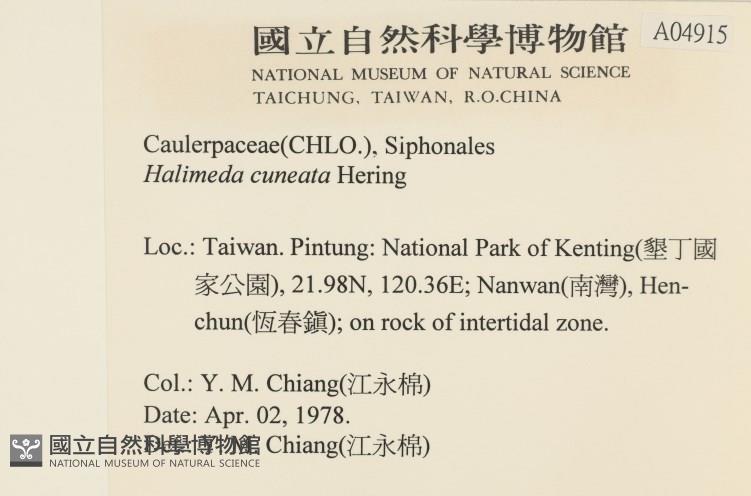 國立自然科學博物館
A04915
NATIONAL MUSEUM OF NATURAL SCIENCE
TAICHUNG, TAIWAN, R.O.CHINA
Caulerpaceae(CHLO.), Siphonales
Halimeda cuneata Hering
Loc.: Taiwan. Pintung: National Park of Kenting(墾丁國
家公園), 21.98N, 120.36E; Nanwan(南灣), Hen-
chun(恆春鎮); on rock of intertidal zone.
Col.: Y. M. Chiang(江永棉)
Date: Apr. 02, 1978.
Chiang(江永棉)
國立自然科學博物館
NATIONAL MUSEUM OF NATURAL SCIENCE